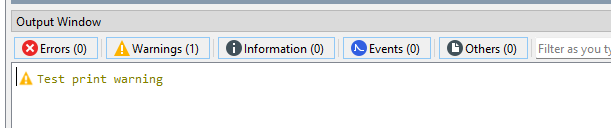 Output Window
Errors (0) Warnings (1) Information (0) Events (0) Others (0) Filter as you ty
Test print warning